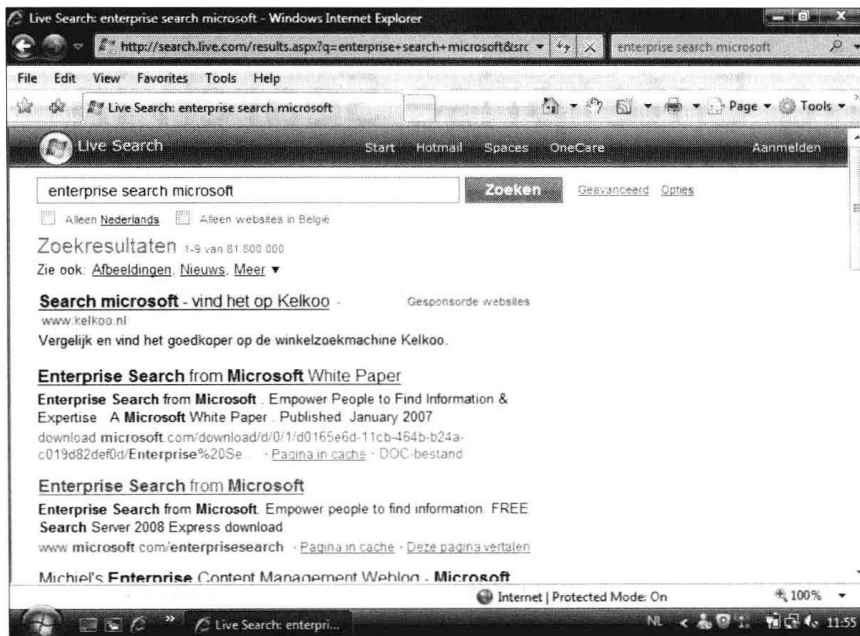 Live Search: enterprise search microsoft - Windows Internet Explorer
http://search.live.com/results.aspx?q=enterprise+search+microsoft&src
enterprise search microsoft
File Edit View Favorites Tools Help
Live Search: enterprise search microsoft
Page Tools
Live Search Start Hotmail Spaces OneCare Aanmelden
enterprise search microsoft Zoeken Geavanceerd Opties
Alleen Nederlands Alleen websites in België
Zoekresultaten 1-9 van 81.800.000
Zie ook: Afbeeldingen, Nieuws, Meer ▼
Search microsoft - vind het op Kelkoo - Gesponsorde websites
www.kelkoo.nl
Vergelijk en vind het goedkoper op de winkelzoekmachine Kelkoo.
Enterprise Search from Microsoft White Paper
Enterprise Search from Microsoft . Empower People to Find Information &
Expertise A Microsoft White Paper . Published: January 2007
download.microsoft.com/download/d/0/1/d0165e6d-11cb-464b-b24a-
c019d82def0d/Enterprise%20Se... · Pagina in cache · DOC-bestand
Enterprise Search from Microsoft
Enterprise Search from Microsoft. Empower people to find information. FREE
Search Server 2008 Express download
www.microsoft.com/enterprisesearch · Pagina in cache · Deze pagina vertalen
Michiel's Enterprise Content Management Weblog - Microsoft
Internet | Protected Mode: On 100%
Live Search: enterpri... NL 11:55